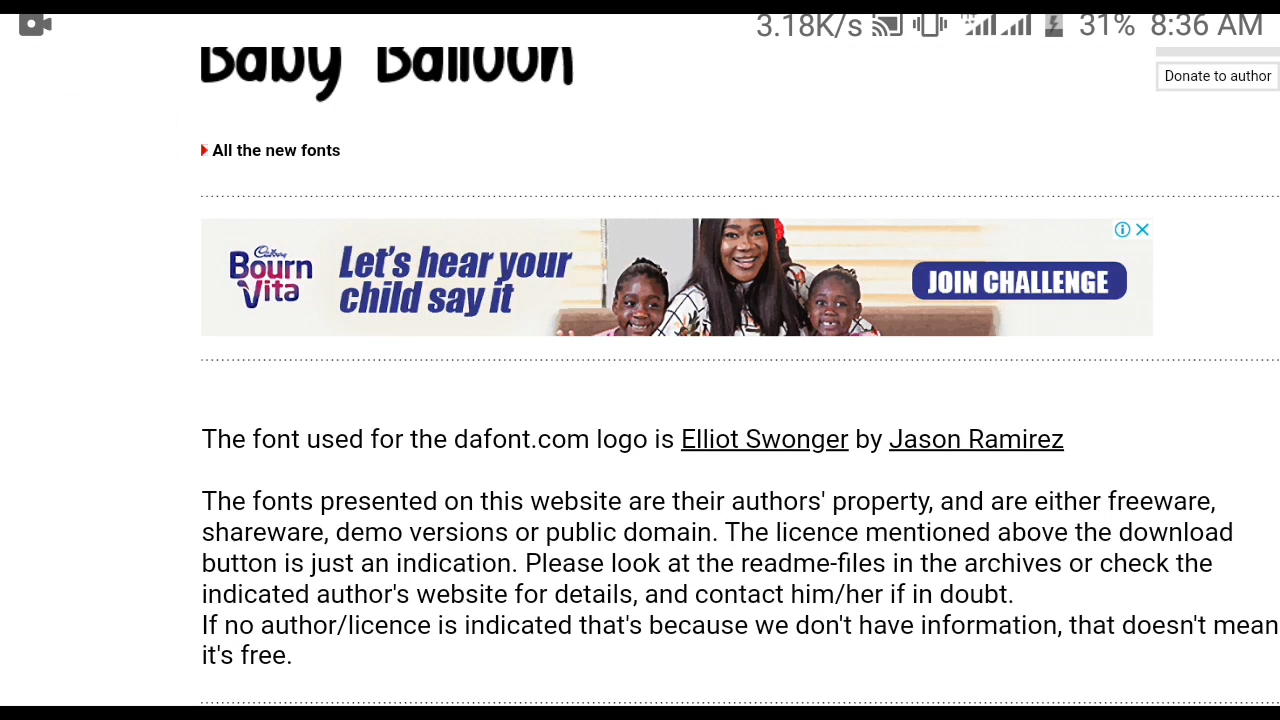 3.18K/s 31% 8:36 AM
Baby Balloon
Donate to author
All the new fonts
Cadbury
Bourn
Vita
Let's hear your
child say it
JOIN CHALLENGE
The font used for the dafont.com logo is Elliot Swonger by Jason Ramirez
The fonts presented on this website are their authors' property, and are either freeware,
shareware, demo versions or public domain. The licence mentioned above the download
button is just an indication. Please look at the readme-files in the archives or check the
indicated author's website for details, and contact him/her if in doubt.
If no author/licence is indicated that's because we don't have information, that doesn't mean
it's free.